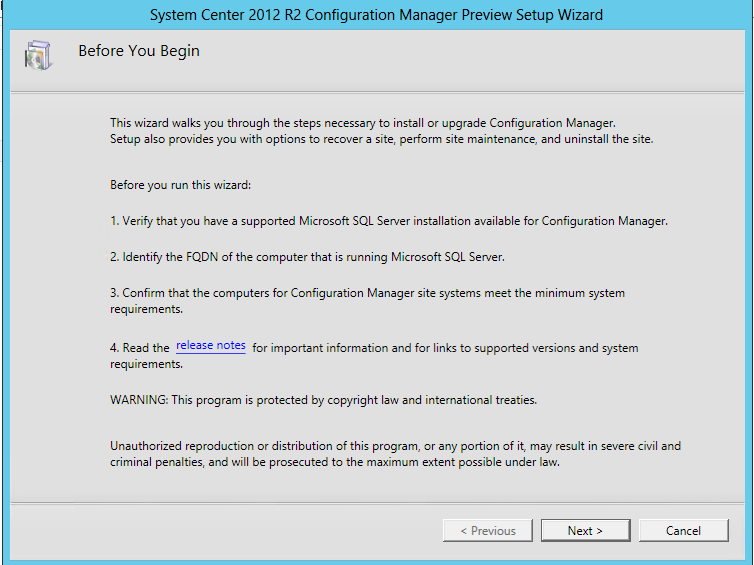 System Center 2012 R2 Configuration Manager Preview Setup Wizard
Before You Begin
This wizard walks you through the steps necessary to install or upgrade Configuration Manager.
Setup also provides you with options to recover a site, perform site maintenance, and uninstall the site.
Before you run this wizard:
1. Verify that you have a supported Microsoft SQL Server installation available for Configuration Manager.
2. Identify the FQDN of the computer that is running Microsoft SQL Server.
3. Confirm that the computers for Configuration Manager site systems meet the minimum system
requirements.
4. Read the release notes for important information and for links to supported versions and system
requirements.
WARNING: This program is protected by copyright law and international treaties.
Unauthorized reproduction or distribution of this program, or any portion of it, may result in severe civil and
criminal penalties, and will be prosecuted to the maximum extent possible under law.
< Previous Next > Cancel